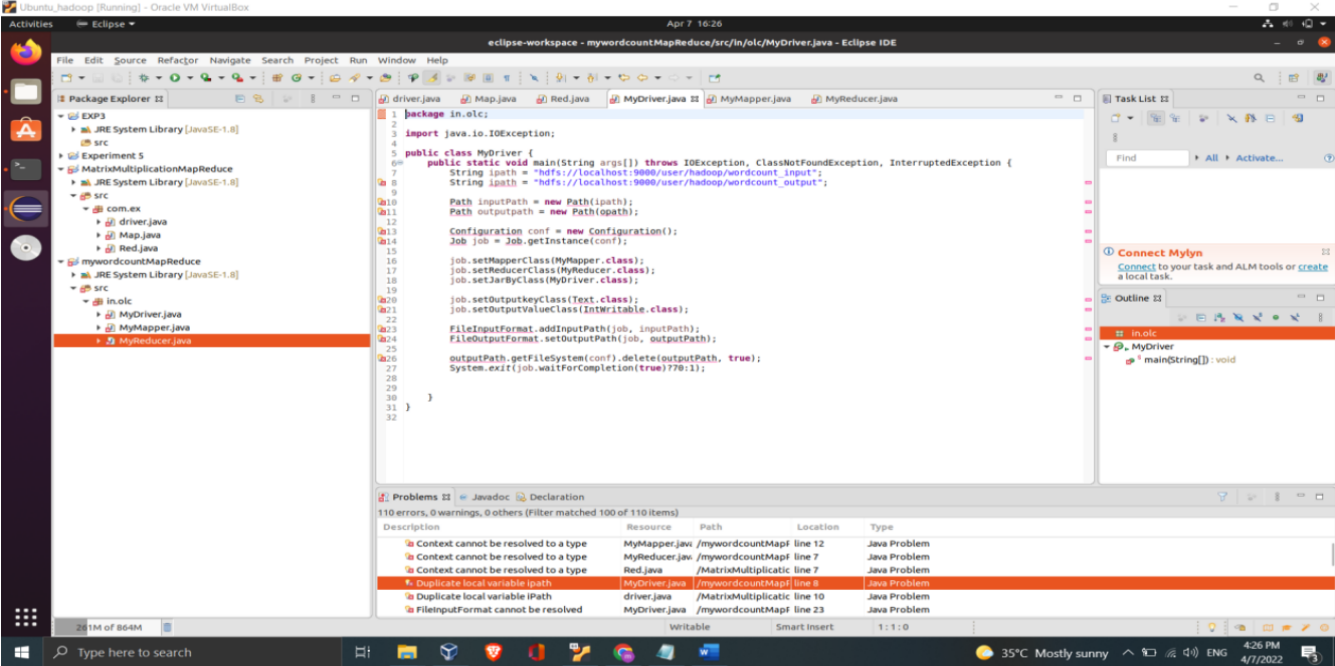 Ubuntu_hadoop [Running] - Oracle VM VirtualBox
Activities
Eclipse
Apr 7 16:26
eclipse-workspace - mywordcountMapReduce/src/in/olc/MyDriver.java - Eclipse IDE
File Edit Source Refactor Navigate Search Project Run Window Help
Package Explorer
EXP3
JRE System Library [JavaSE-1.8]
src
Experiment 5
MatrixMultiplicationMapReduce
JRE System Library [JavaSE-1.8]
src
com.ex
driver.java
Map.java
Red.java
mywordcountMapReduce
JRE System Library [JavaSE-1.8]
src
in.olc
MyDriver.java
MyMapper.java
MyReducer.java
driver.java Map.java Red.java MyDriver.java MyMapper.java MyReducer.java
1 package in.olc;
2
3 import java.io.IOException;
4
5 public class MyDriver {
6 public static void main(String args[]) throws IOException, ClassNotFoundException, InterruptedException {
7 String ipath = "hdfs://localhost:9000/user/hadoop/wordcount_input";
8 String ipath = "hdfs://localhost:9000/user/hadoop/wordcount_output";
9
10 Path inputPath = new Path(ipath);
11 Path outputpath = new Path(opath);
12
13 Configuration conf = new Configuration();
14 Job job = Job.getInstance(conf);
15
16 job.setMapperClass(MyMapper.class);
17 job.setReducerClass(MyReducer.class);
18 job.setJarByClass(MyDriver.class);
19
20 job.setOutputkeyClass(Text.class);
21 job.setOutputValueClass(IntWritable.class);
22
23 FileInputFormat.addInputPath(job, inputPath);
24 FileOutputFormat.setOutputPath(job, outputPath);
25
26 outputPath.getFileSystem(conf).delete(outputPath, true);
27 System.exit(job.waitForCompletion(true)?70:1);
28
29
30 }
31 }
32
Task List
Find All Activate...
Connect Mylyn
Connect to your task and ALM tools or create
a local task.
Outline
in.olc
MyDriver
main(String[]) : void
Problems Javadoc Declaration
110 errors, 0 warnings, 0 others (Filter matched 100 of 110 items)
Description Resource Path Location Type
Context cannot be resolved to a type MyMapper.java /mywordcountMapF line 12 Java Problem
Context cannot be resolved to a type MyReducer.jav /mywordcountMapF line 7 Java Problem
Context cannot be resolved to a type Red.java /MatrixMultiplicatic line 7 Java Problem
Duplicate local variable ipath MyDriver.java /mywordcountMapF line 8 Java Problem
Duplicate local variable iPath driver.java /MatrixMultiplicatic line 10 Java Problem
FileInputFormat cannot be resolved MyDriver.java /mywordcountMapF line 23 Java Problem
261M of 864M Writable Smart Insert 1:1:0
Type here to search
35°C Mostly sunny
ENG
4:26 PM
4/7/2022
3